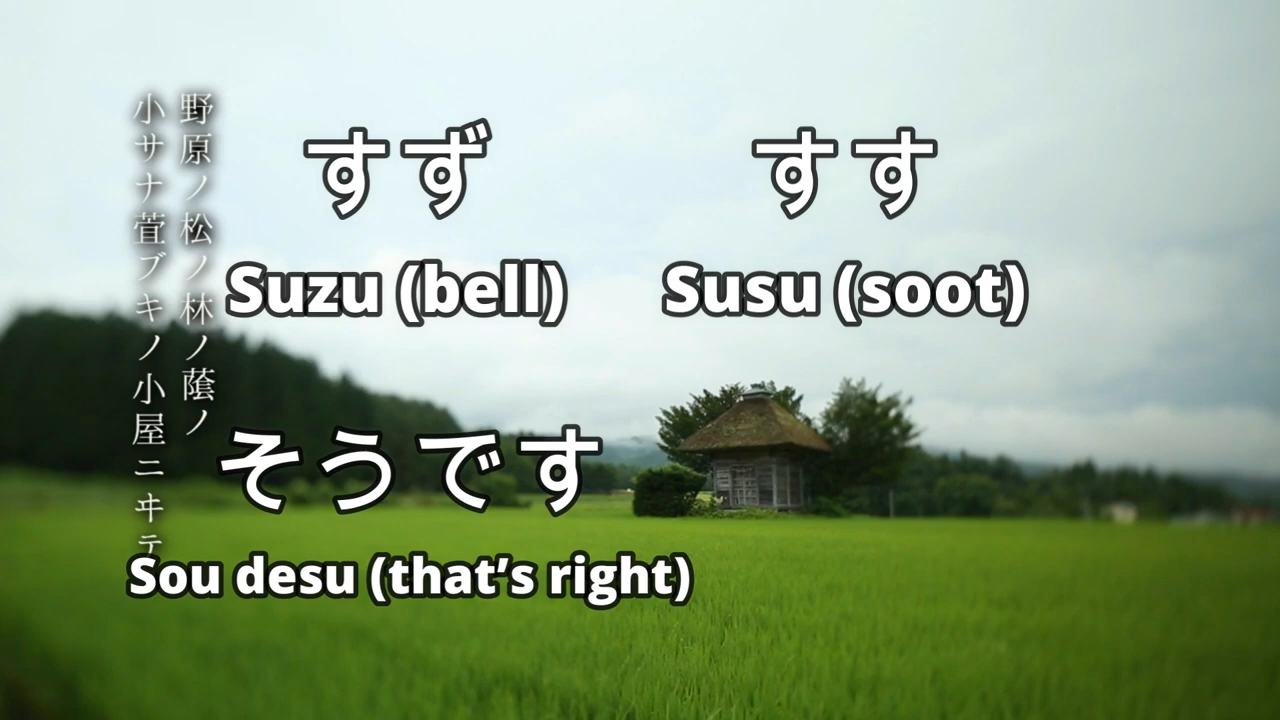 野原ノ松ノ林ノ蔭ノ
小サナ萓ブキノ小屋ニヰテ
すず
Suzu (bell)
すす
Susu (soot)
そうです
Sou desu (that’s right)